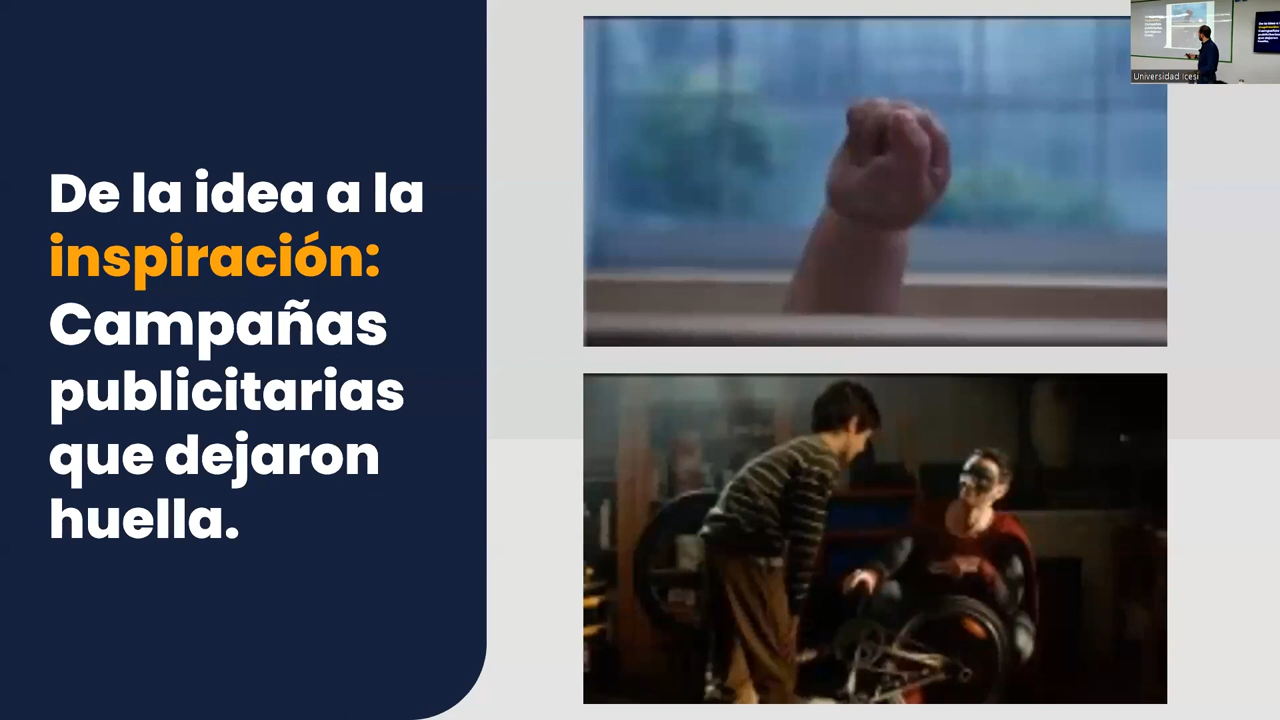 De la idea a la
inspiración:
Campañas
publicitarias
que dejaron
huella.
Universidad Icesi